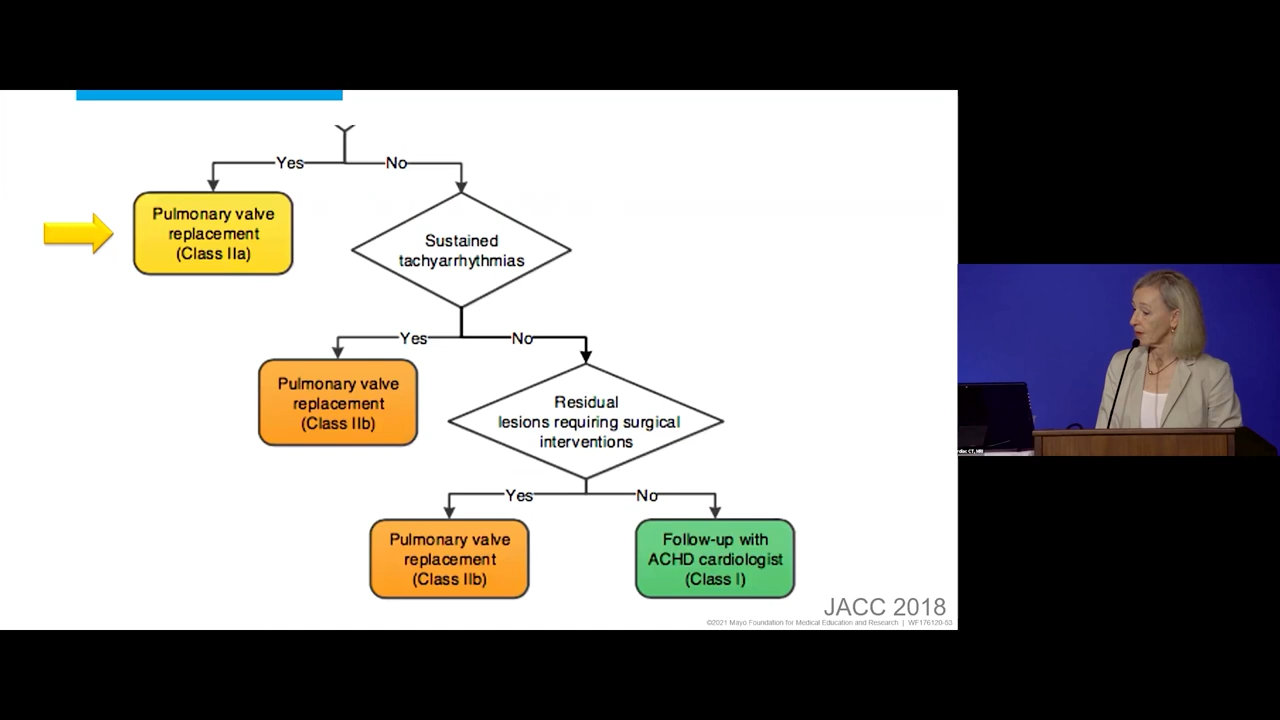 Yes
No
Pulmonary valve
replacement
(Class IIa)
Sustained
tachyarrhythmias
Yes
No
Pulmonary valve
replacement
(Class IIb)
Residual
lesions requiring surgical
interventions
Yes
No
Pulmonary valve
replacement
(Class IIb)
Follow-up with
ACHD cardiologist
(Class I)
JACC 2018
©2021 Mayo Foundation for Medical Education and Research | WF176120-53